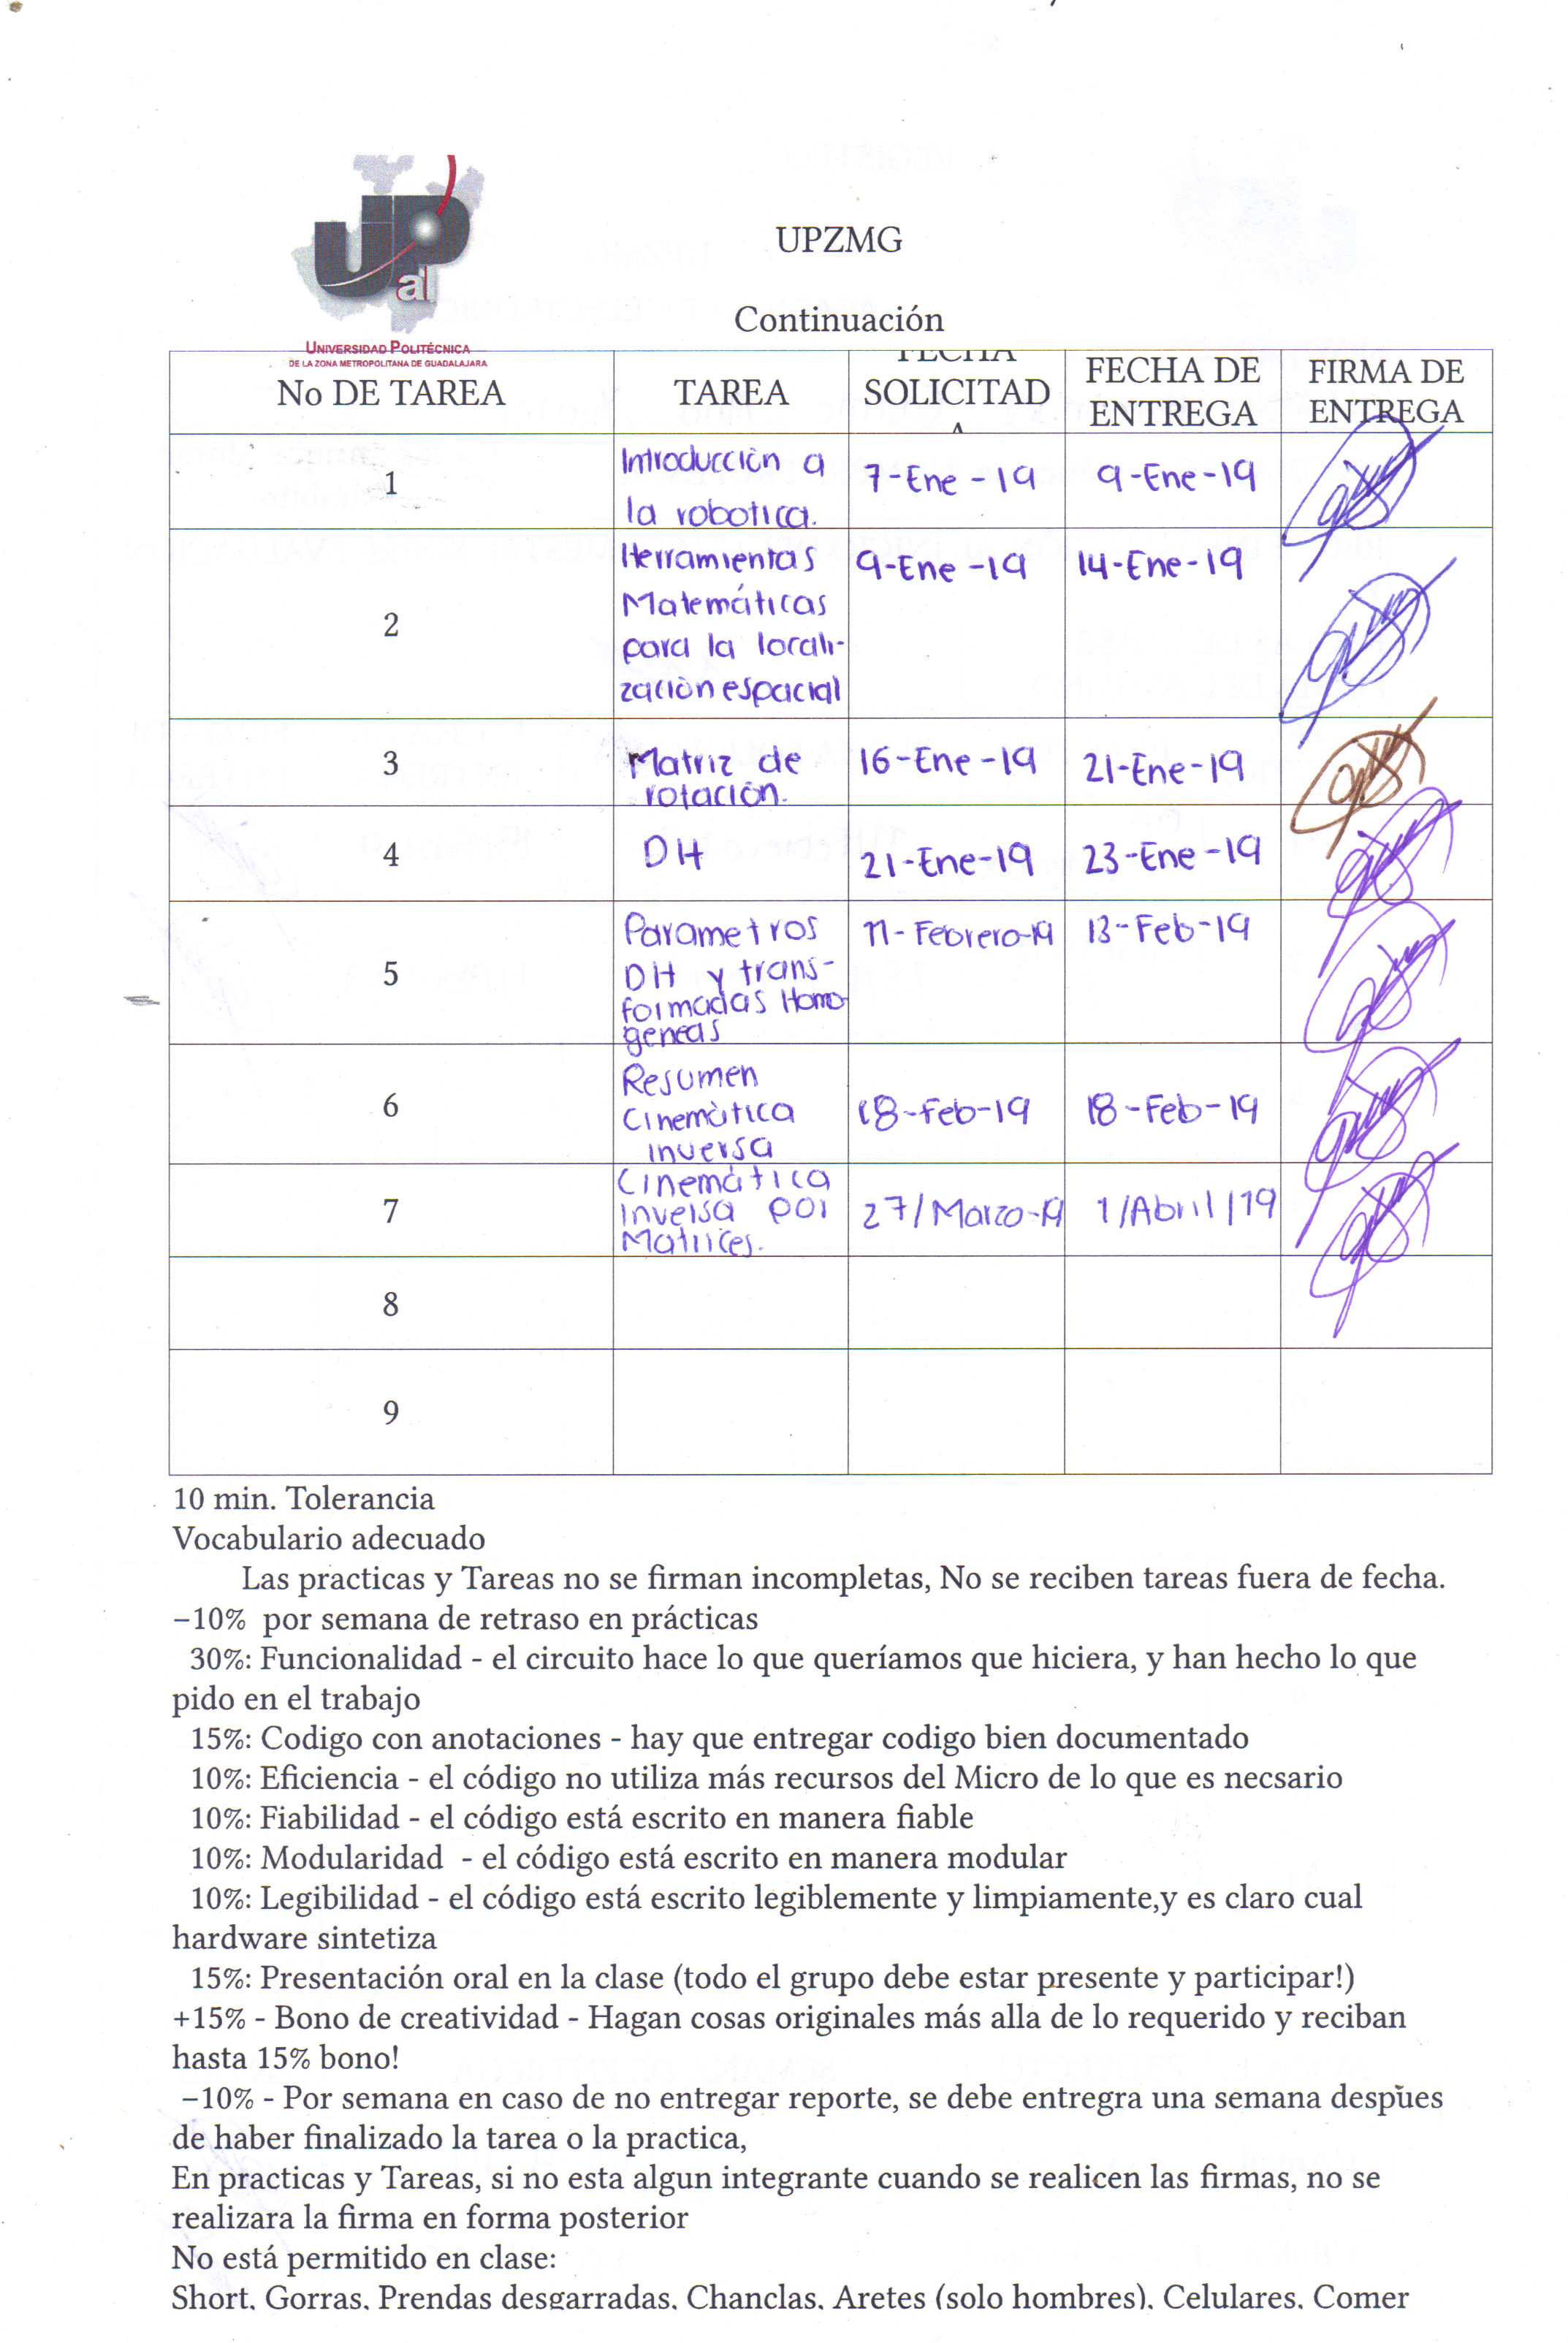 UP
al
UNIVERSIDAD POLITÉCNICA
DE LA ZONA METROPOLITANA DE GUADALAJARA
UPZMG
Continuación
No DE TAREA
TAREA
FECHA
SOLICITAD
A
FECHA DE
ENTREGA
FIRMA DE
ENTREGA
1
Introducción a
la robotica.
7-Ene-19
9-Ene-19
2
Herramientas
Matemáticas
para la locali-
zación espacial
9-Ene-19
14-Ene-19
3
Matriz de
rotación.
16-Ene-19
21-Ene-19
4
DH
21-Ene-19
23-Ene-19
5
Parametros
DH y trans-
formadas Homo
geneas
11-Febrero-19
13-Feb-19
6
Resumen
Cinemática
inversa
18-Feb-19
18-Feb-19
7
Cinemática
inversa por
Matrices.
27/Marzo-19
1/Abril/19
8
9
10 min. Tolerancia
Vocabulario adecuado
Las practicas y Tareas no se firman incompletas, No se reciben tareas fuera de fecha.
−10% por semana de retraso en prácticas
30%: Funcionalidad - el circuito hace lo que queríamos que hiciera, y han hecho lo que
pido en el trabajo
15%: Codigo con anotaciones - hay que entregar codigo bien documentado
10%: Eficiencia - el código no utiliza más recursos del Micro de lo que es necsario
10%: Fiabilidad - el código está escrito en manera fiable
10%: Modularidad - el código está escrito en manera modular
10%: Legibilidad - el código está escrito legiblemente y limpiamente,y es claro cual
hardware sintetiza
15%: Presentación oral en la clase (todo el grupo debe estar presente y participar!)
+15% - Bono de creatividad - Hagan cosas originales más alla de lo requerido y reciban
hasta 15% bono!
−10% - Por semana en caso de no entregar reporte, se debe entregra una semana despùes
de haber finalizado la tarea o la practica,
En practicas y Tareas, si no esta algun integrante cuando se realicen las firmas, no se
realizara la firma en forma posterior
No está permitido en clase:
Short, Gorras, Prendas desgarradas, Chanclas, Aretes (solo hombres), Celulares, Comer